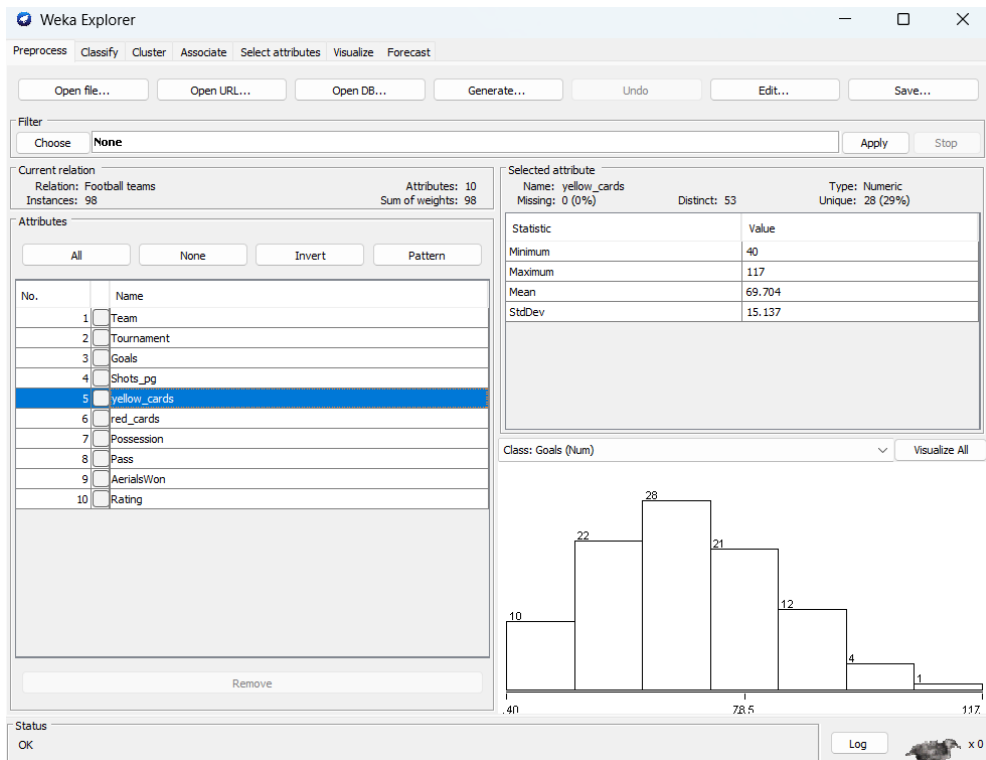 Weka Explorer
Preprocess Classify Cluster Associate Select attributes Visualize Forecast
Open file... Open URL... Open DB... Generate... Undo Edit... Save...
Filter
Choose None Apply Stop
Current relation
Relation: Football teams Attributes: 10
Instances: 98 Sum of weights: 98
Attributes
All None Invert Pattern
No. Name
1 Team
2 Tournament
3 Goals
4 Shots_pg
5 yellow_cards
6 red_cards
7 Possession
8 Pass
9 AerialsWon
10 Rating
Remove
Selected attribute
Name: yellow_cards Type: Numeric
Missing: 0 (0%) Distinct: 53 Unique: 28 (29%)
Statistic Value
Minimum 40
Maximum 117
Mean 69.704
StdDev 15.137
Class: Goals (Num) Visualize All
10 22 28 21 12 4 1
40 78.5 117
Status
OK Log x 0